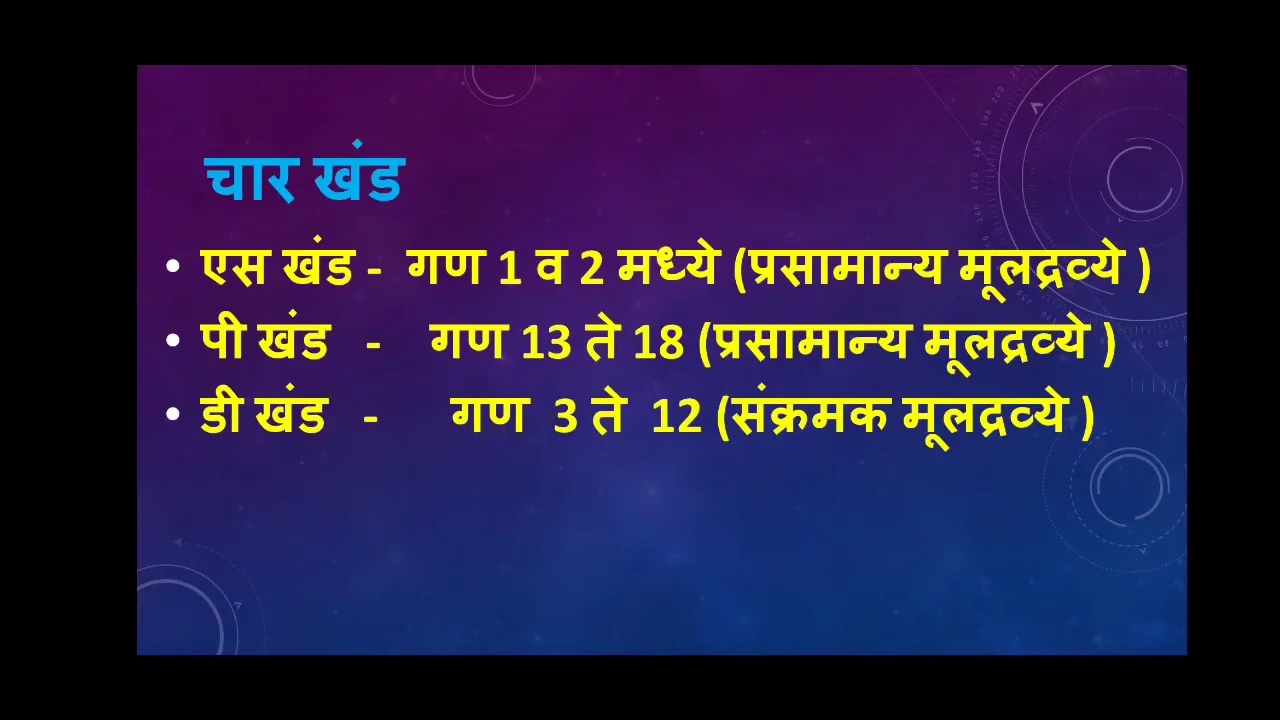 चार खंड
• एस खंड - गण 1 व 2 मध्ये (प्रसामान्य मूलद्रव्ये )
• पी खंड - गण 13 ते 18 (प्रसामान्य मूलद्रव्ये )
• डी खंड - गण 3 ते 12 (संक्रमक मूलद्रव्ये )